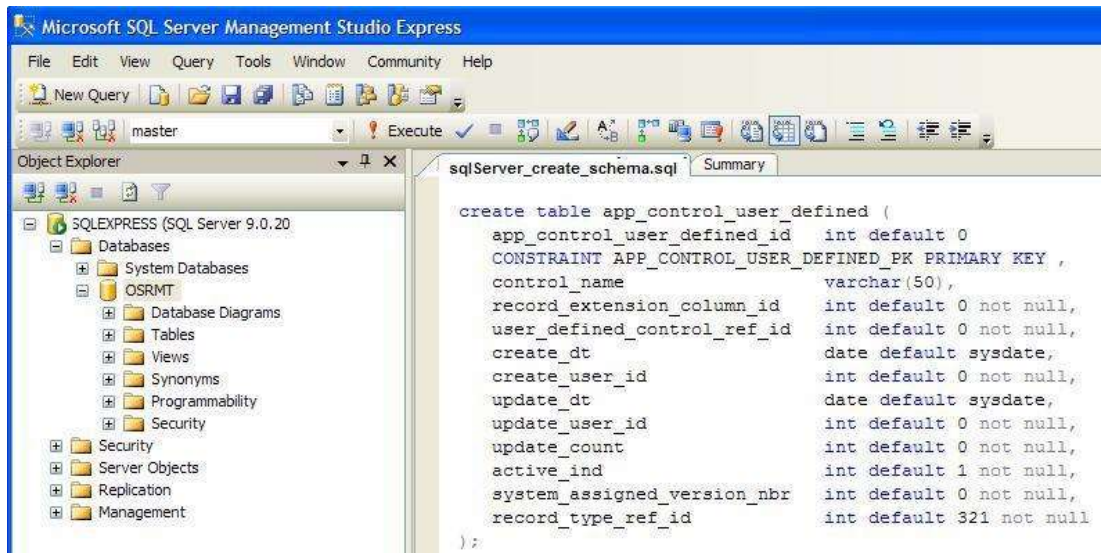 Microsoft SQL Server Management Studio Express
File Edit View Query Tools Window Community Help
New Query
master Execute
Object Explorer
sqlServer_create_schema.sql Summary
SQLEXPRESS (SQL Server 9.0.20
Databases
System Databases
OSRMT
Database Diagrams
Tables
Views
Synonyms
Programmability
Security
Security
Server Objects
Replication
Management
create table app_control_user_defined (
app_control_user_defined_id int default 0
CONSTRAINT APP_CONTROL_USER_DEFINED_PK PRIMARY KEY ,
control_name varchar(50),
record_extension_column_id int default 0 not null,
user_defined_control_ref_id int default 0 not null,
create_dt date default sysdate,
create_user_id int default 0 not null,
update_dt date default sysdate,
update_user_id int default 0 not null,
update_count int default 0 not null,
active_ind int default 1 not null,
system_assigned_version_nbr int default 0 not null,
record_type_ref_id int default 321 not null
);